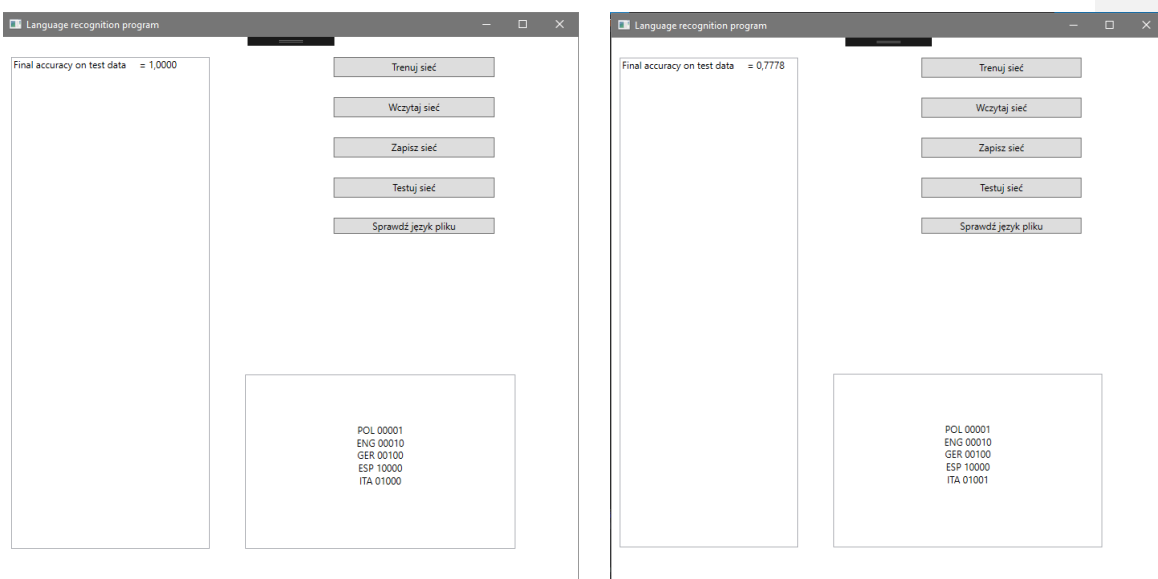 Language recognition program
Final accuracy on test data = 1,0000
Trenuj sieć
Wczytaj sieć
Zapisz sieć
Testuj sieć
Sprawdź język pliku
POL 00001
ENG 00010
GER 00100
ESP 10000
ITA 01000
Language recognition program
Final accuracy on test data = 0,7778
Trenuj sieć
Wczytaj sieć
Zapisz sieć
Testuj sieć
Sprawdź język pliku
POL 00001
ENG 00010
GER 00100
ESP 10000
ITA 01001